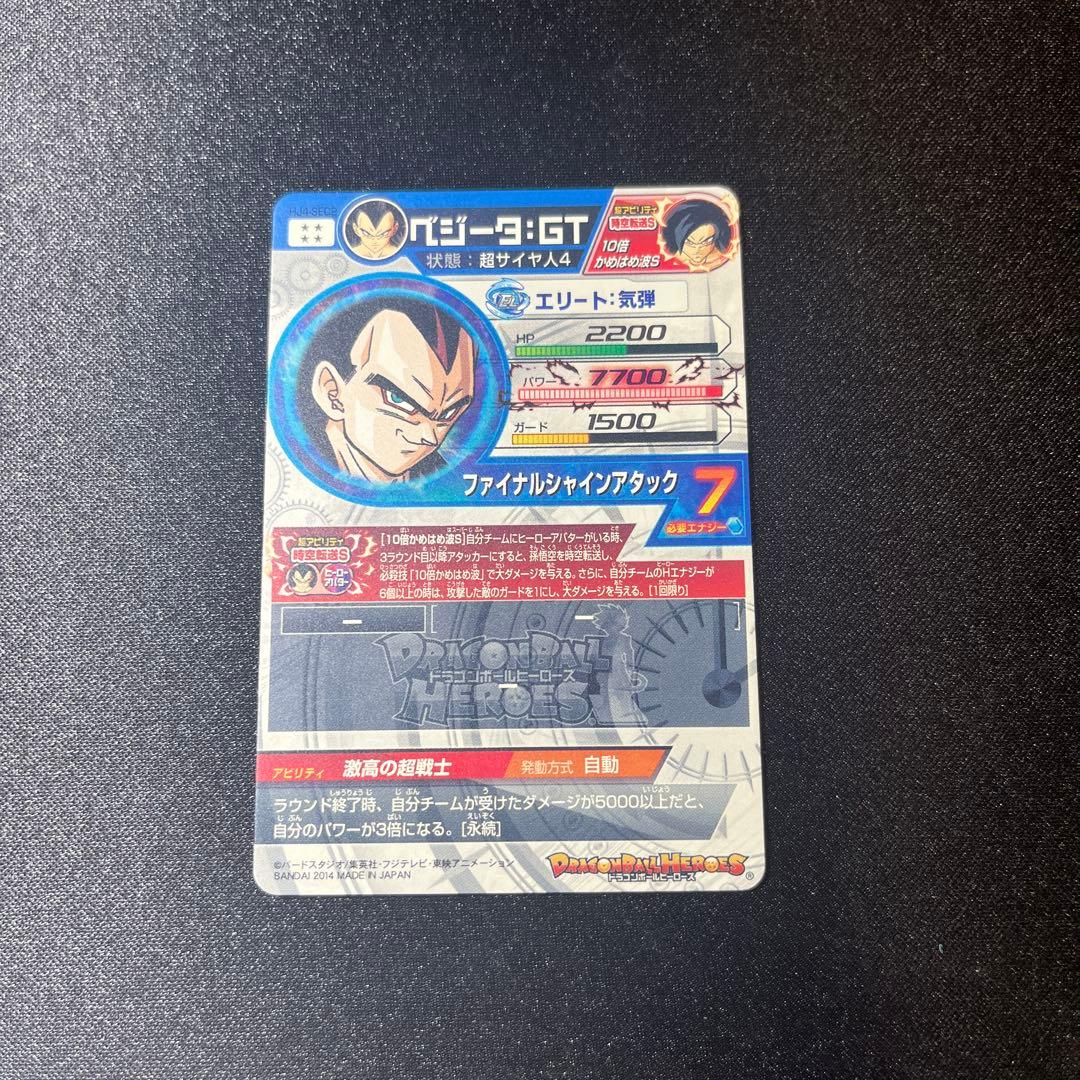 HJ4-SEC2
ベジータ:GT
状態:超サイヤ人4
超アビリティ
時空転送S
10倍
かめはめ波S
EL エリート:気弾
HP 2200
パワー 7700
ガード 1500
ファイナルシャインアタック 7
必要エナジー
超アビリティ
時空転送S
ヒーロー
アバター
[10倍かめはめ波S]自分チームにヒーローアバターがいる時、
3ラウンド目以降アタッカーにすると、孫悟空を時空転送し、
必殺技「10倍かめはめ波」で大ダメージを与える。さらに、自分チームのHエナジーが
6個以上の時は、攻撃した敵のガードを1にし、大ダメージを与える。[1回限り]
ー ー
DRAGONBALL
ドラゴンボールヒーローズ
HEROES
ー
アビリティ 激高の超戦士 発動方式 自動
ラウンド終了時、自分チームが受けたダメージが5000以上だと、
自分のパワーが3倍になる。[永続]
©バードスタジオ/集英社・フジテレビ・東映アニメーション
BANDAI 2014 MADE IN JAPAN
DRAGONBALL HEROES
ドラゴンボールヒーローズ ®